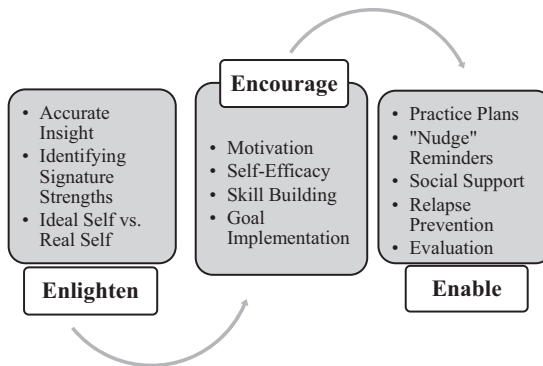 • Accurate
Insight
• Identifying
Signature
Strengths
• Ideal Self vs.
Real Self
Enlighten
Encourage
• Motivation
• Self-Efficacy
• Skill Building
• Goal
Implementation
• Practice Plans
• "Nudge"
Reminders
• Social Support
• Relapse
Prevention
• Evaluation
Enable